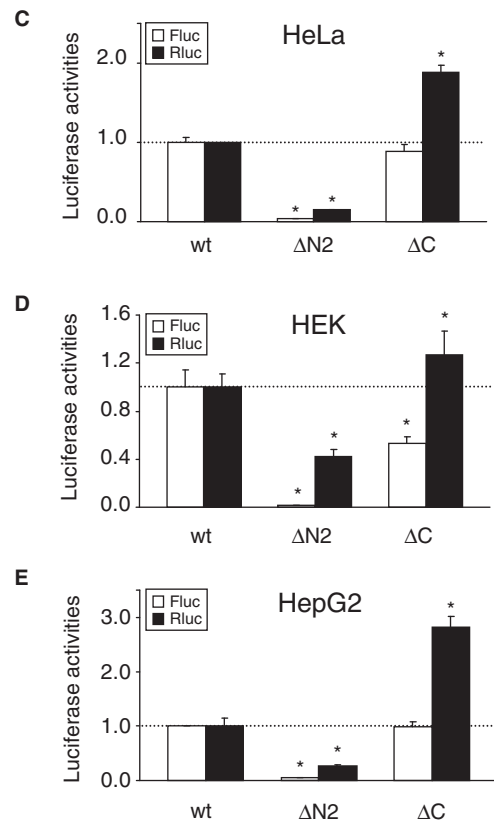 C
HeLa
Fluc
Rluc
Luciferase activities
2.0
1.0
0.0
*
*
*
wt
ΔN2
ΔC
D
HEK
Fluc
Rluc
Luciferase activities
1.6
1.2
0.8
0.4
0.0
*
*
*
*
wt
ΔN2
ΔC
E
HepG2
Fluc
Rluc
Luciferase activities
3.0
2.0
1.0
0.0
*
*
*
wt
ΔN2
ΔC